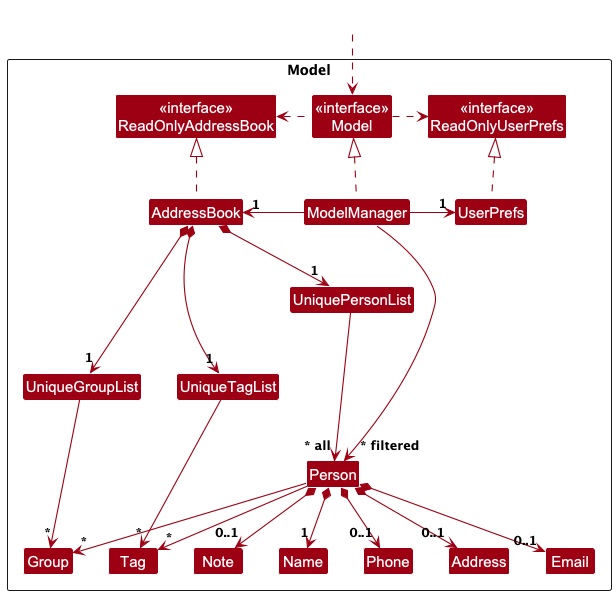 Model
«interface»
ReadOnlyAddressBook
«interface»
Model
«interface»
ReadOnlyUserPrefs
AddressBook
1
ModelManager
1
UserPrefs
1
UniquePersonList
1
UniqueGroupList
1
UniqueTagList
* all
* filtered
Person
*
*
*
*
0..1
1
0..1
0..1
0..1
Group
Tag
Note
Name
Phone
Address
Email